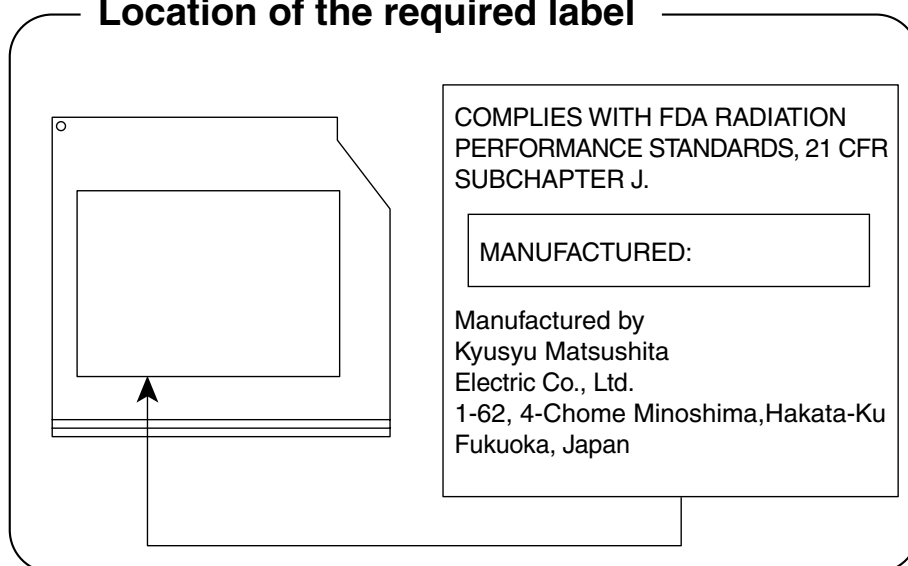 Location of the required label
COMPLIES WITH FDA RADIATION
PERFORMANCE STANDARDS, 21 CFR
SUBCHAPTER J.
MANUFACTURED:
Manufactured by
Kyusyu Matsushita
Electric Co., Ltd.
1-62, 4-Chome Minoshima,Hakata-Ku
Fukuoka, Japan